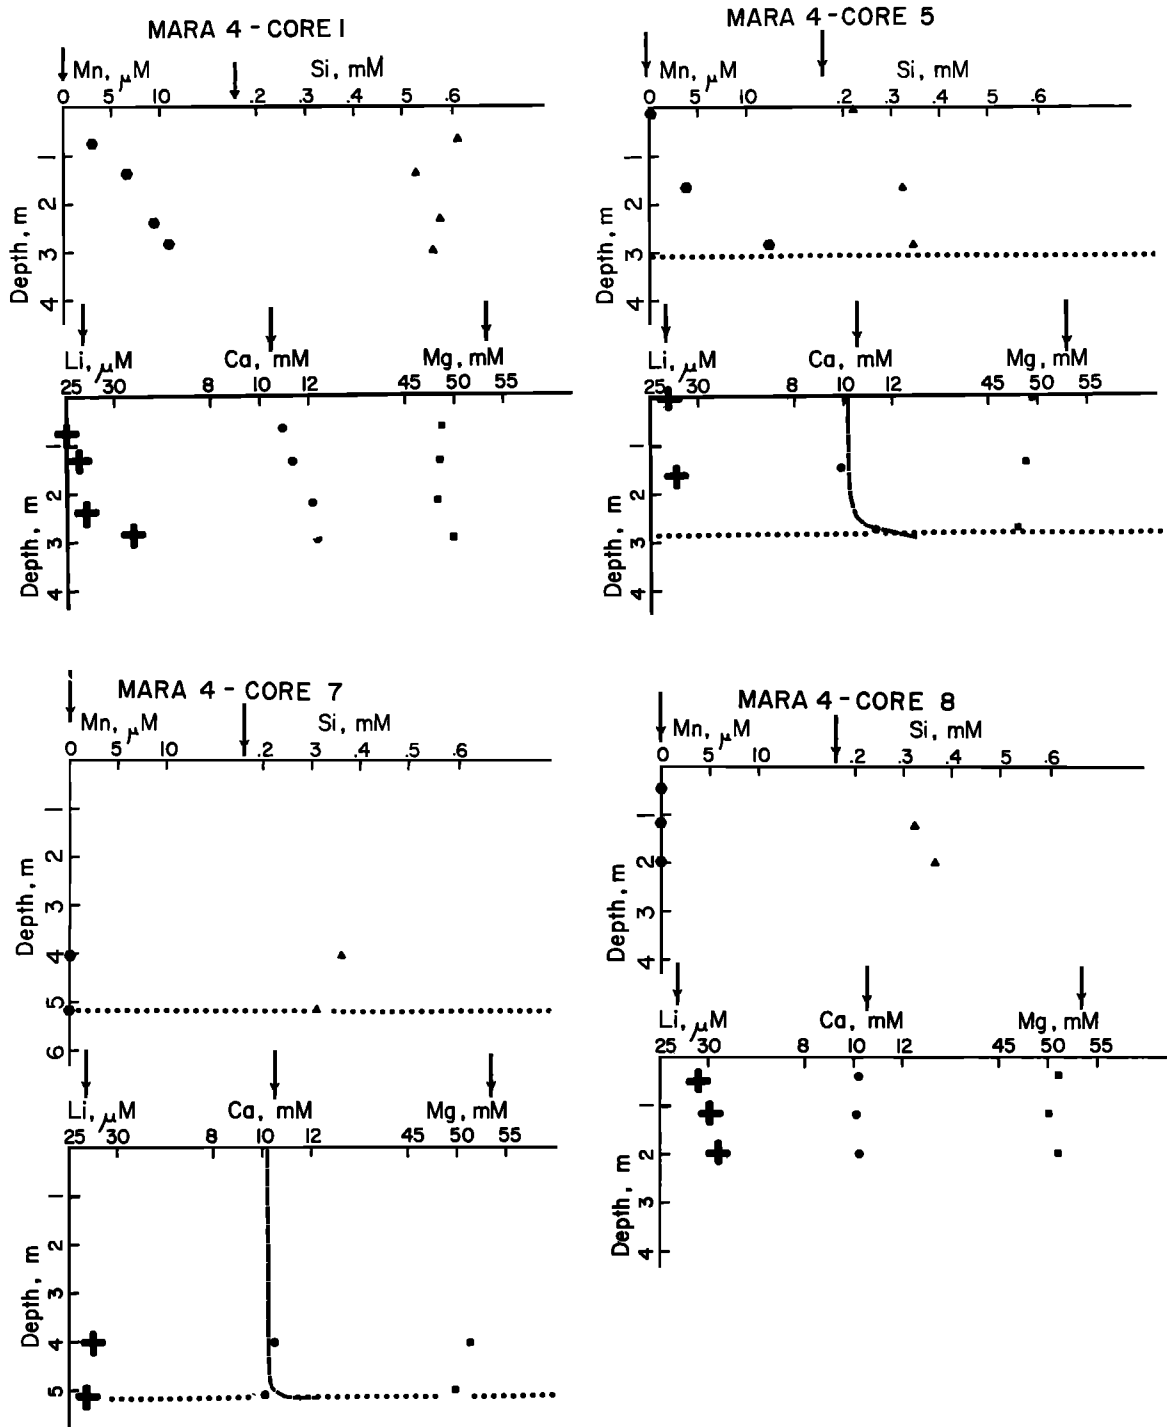 MARA 4 - CORE 1
Mn, μM Si, mM
0 5 10 .2 .3 .4 .5 .6
Depth, m
1
2
3
4
Li, μM Ca, mM Mg, mM
25 30 8 10 12 45 50 55
Depth, m
1
2
3
4
MARA 4 - CORE 5
Mn, μM Si, mM
0 5 10 .2 .3 .4 5 .6
Depth, m
1
2
3
4
Li, μM Ca, mM Mg, mM
25 30 8 10 12 45 50 55
Depth, m
1
2
3
4
MARA 4 - CORE 7
Mn, μM Si, mM
0 5 10 .2 .3 .4 .5 .6
Depth, m
1
2
3
4
5
6
Li, μM Ca, mM Mg, mM
25 30 8 10 12 45 50 55
Depth, m
1
2
3
4
5
MARA 4 - CORE 8
Mn, μM Si, mM
0 5 10 .2 .3 .4 5 .6
Depth, m
1
2
3
4
Li, μM Ca, mM Mg, mM
25 30 8 10 12 45 50 55
Depth, m
1
2
3
4